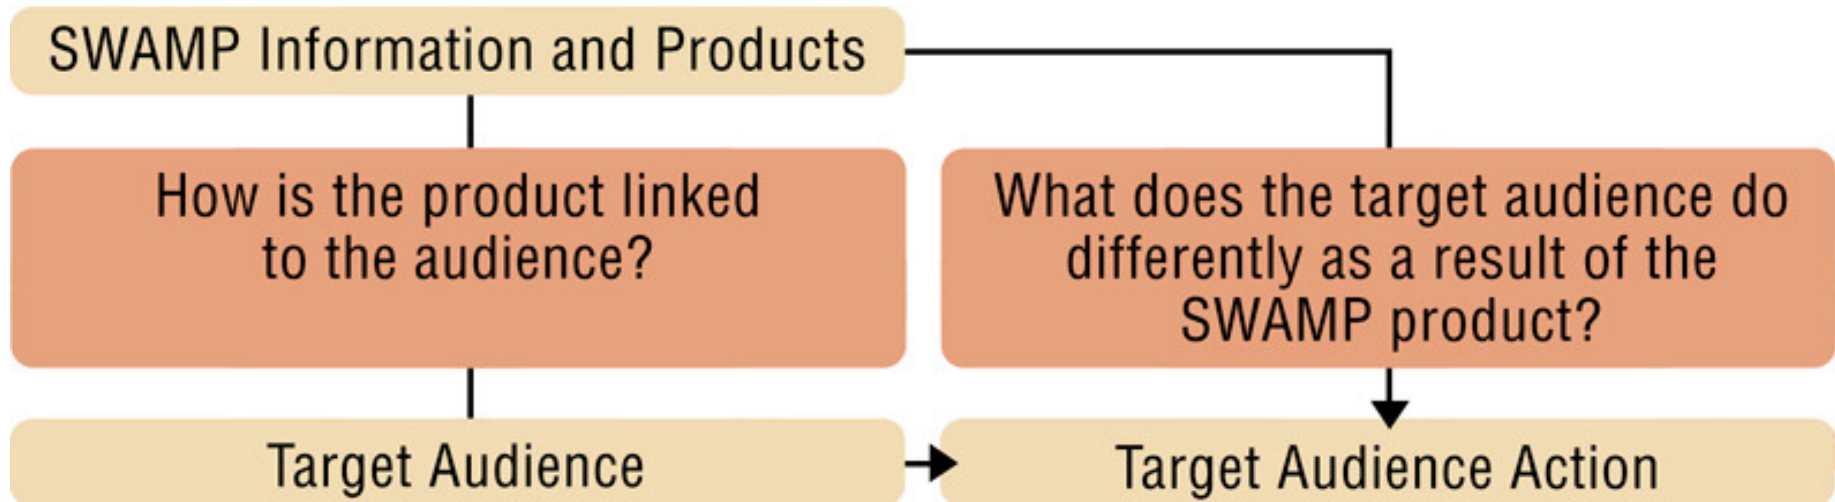 SWAMP Information and Products
How is the product linked
to the audience?
What does the target audience do
differently as a result of the
SWAMP product?
Target Audience
Target Audience Action